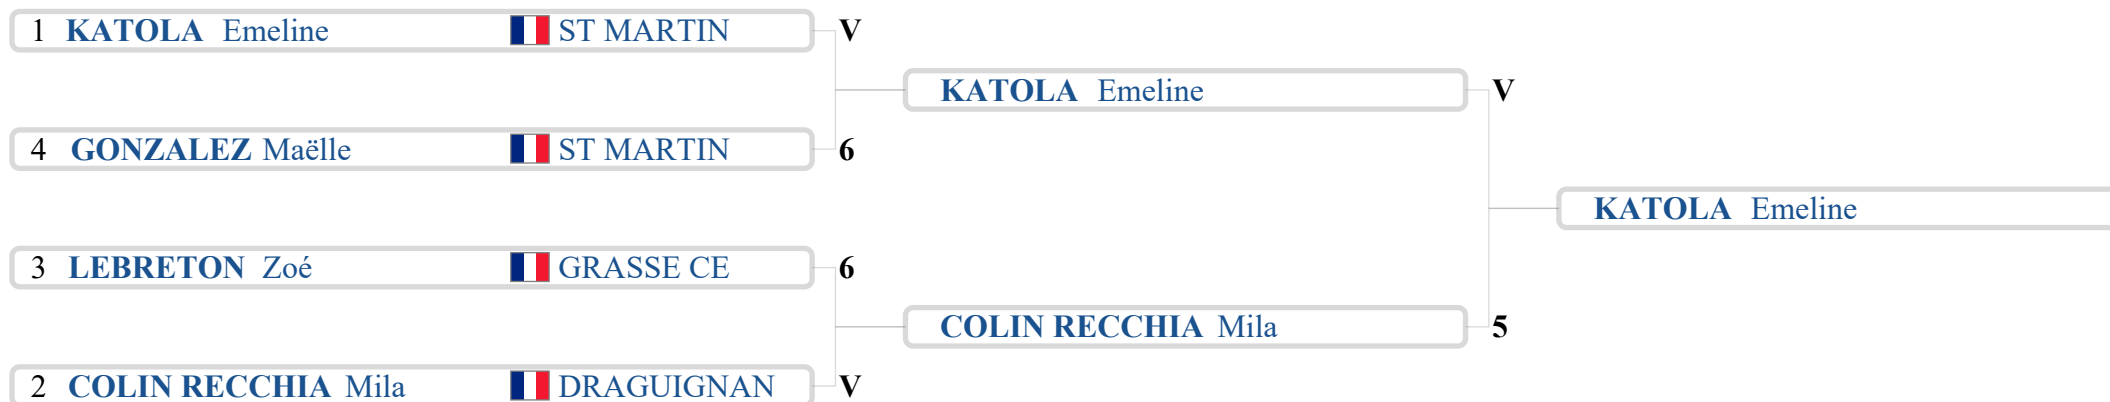 1 KATOLA Emeline ST MARTIN V
KATOLA Emeline V
4 GONZALEZ Maëlle ST MARTIN 6
KATOLA Emeline
3 LEBRETON Zoé GRASSE CE 6
COLIN RECCHIA Mila 5
2 COLIN RECCHIA Mila DRAGUIGNAN V